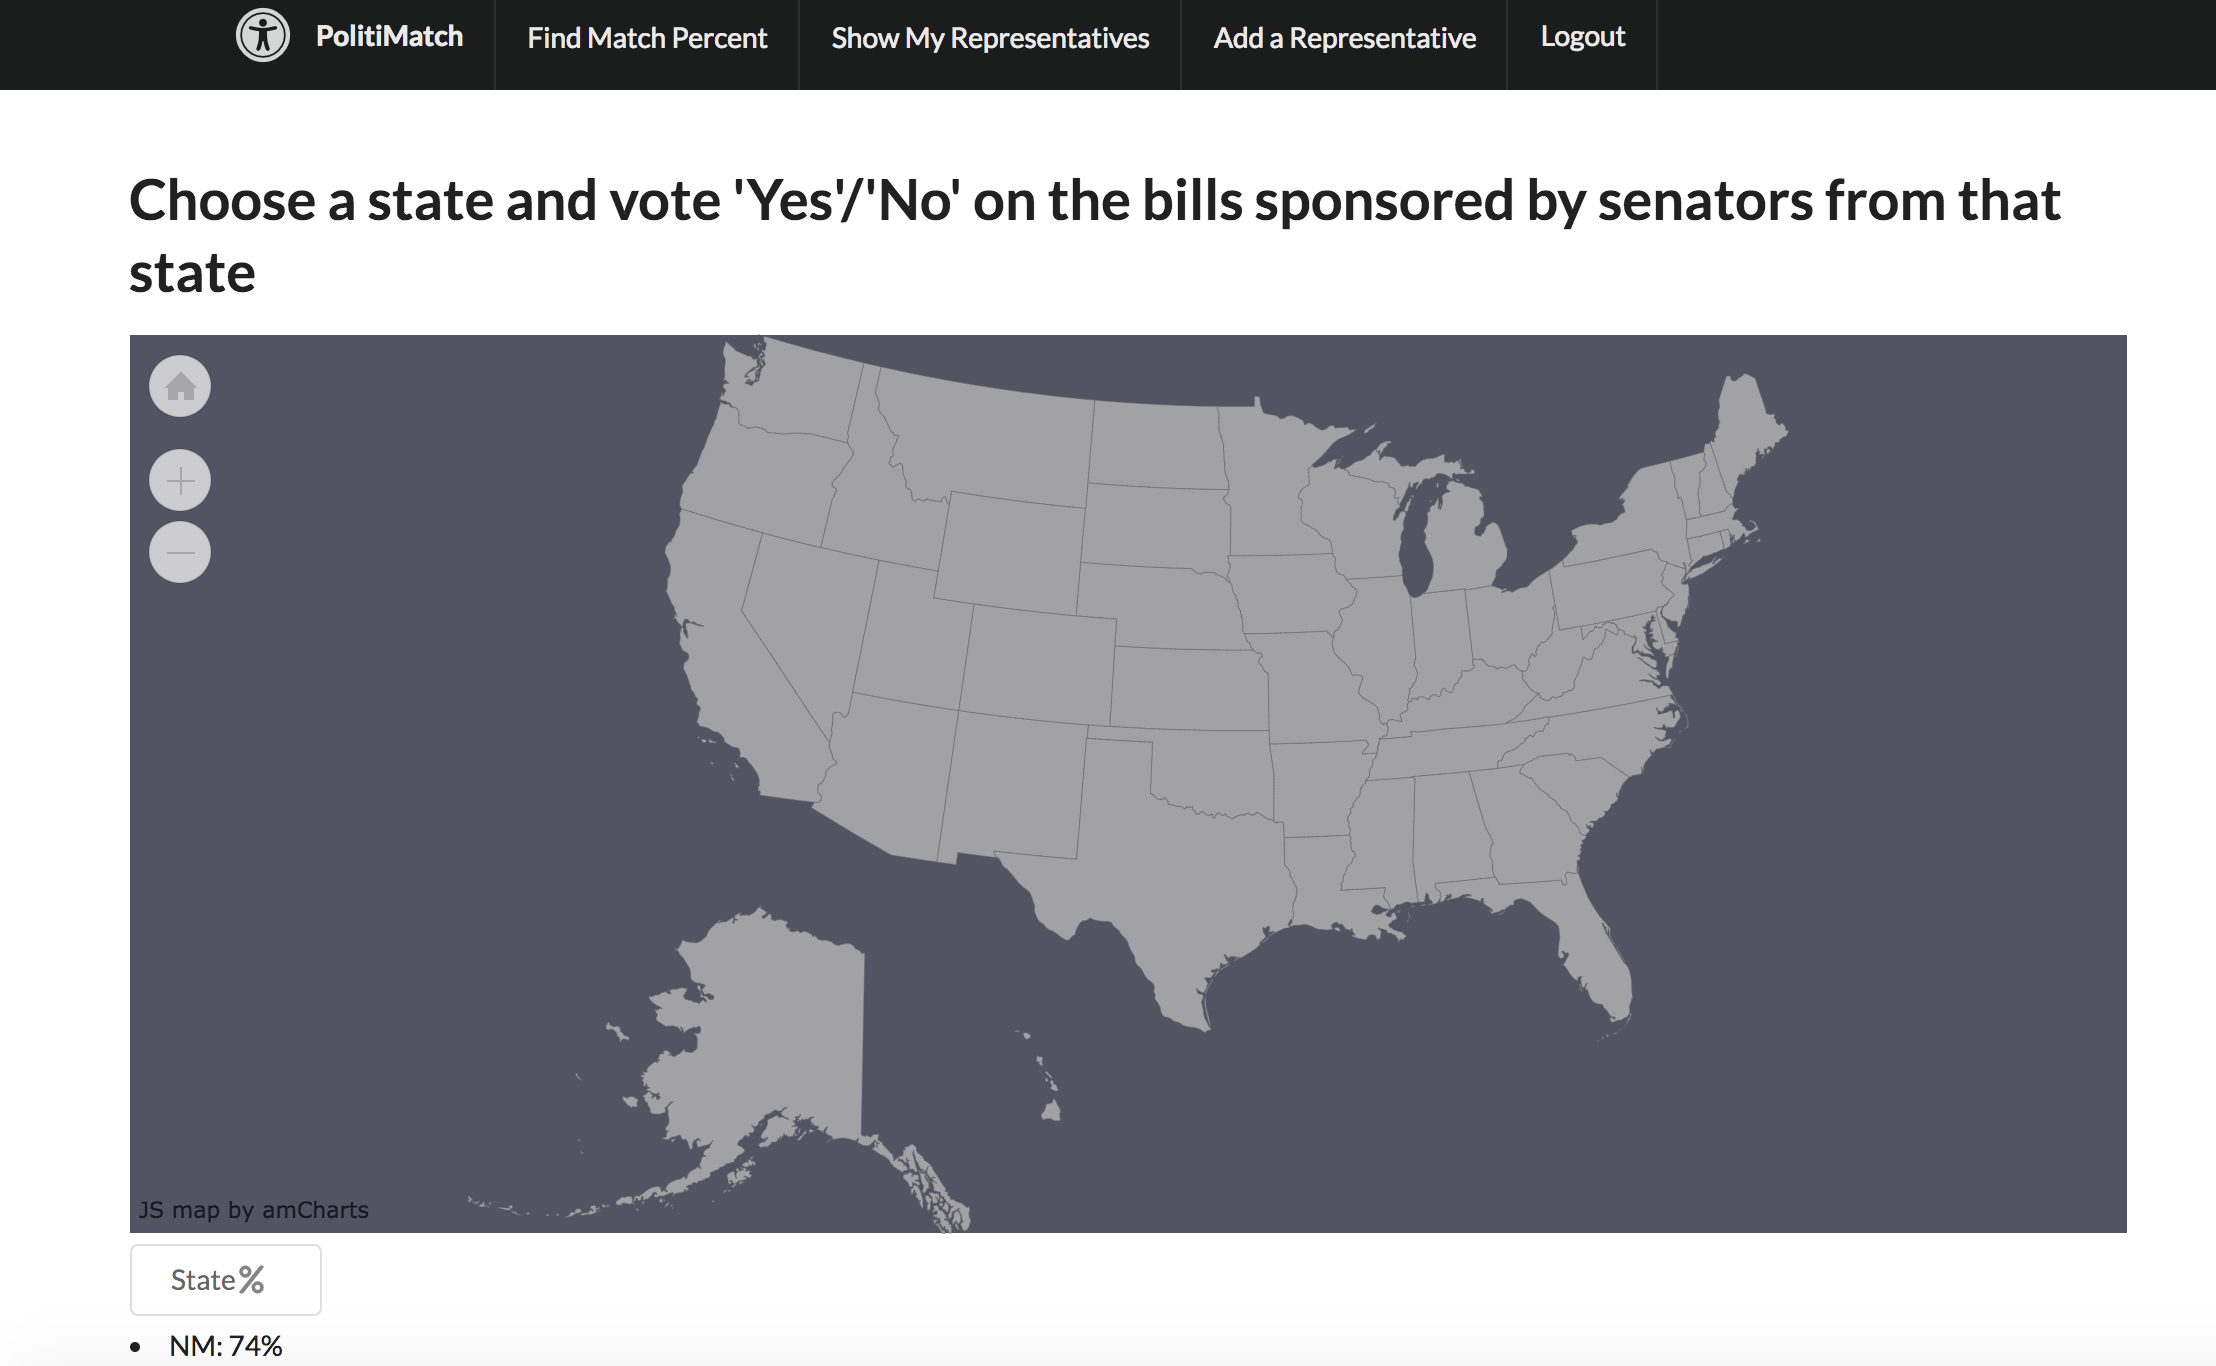 PolitiMatch Find Match Percent Show My Representatives Add a Representative Logout
Choose a state and vote 'Yes'/'No' on the bills sponsored by senators from that
state
JS map by amCharts
State%
• NM: 74%